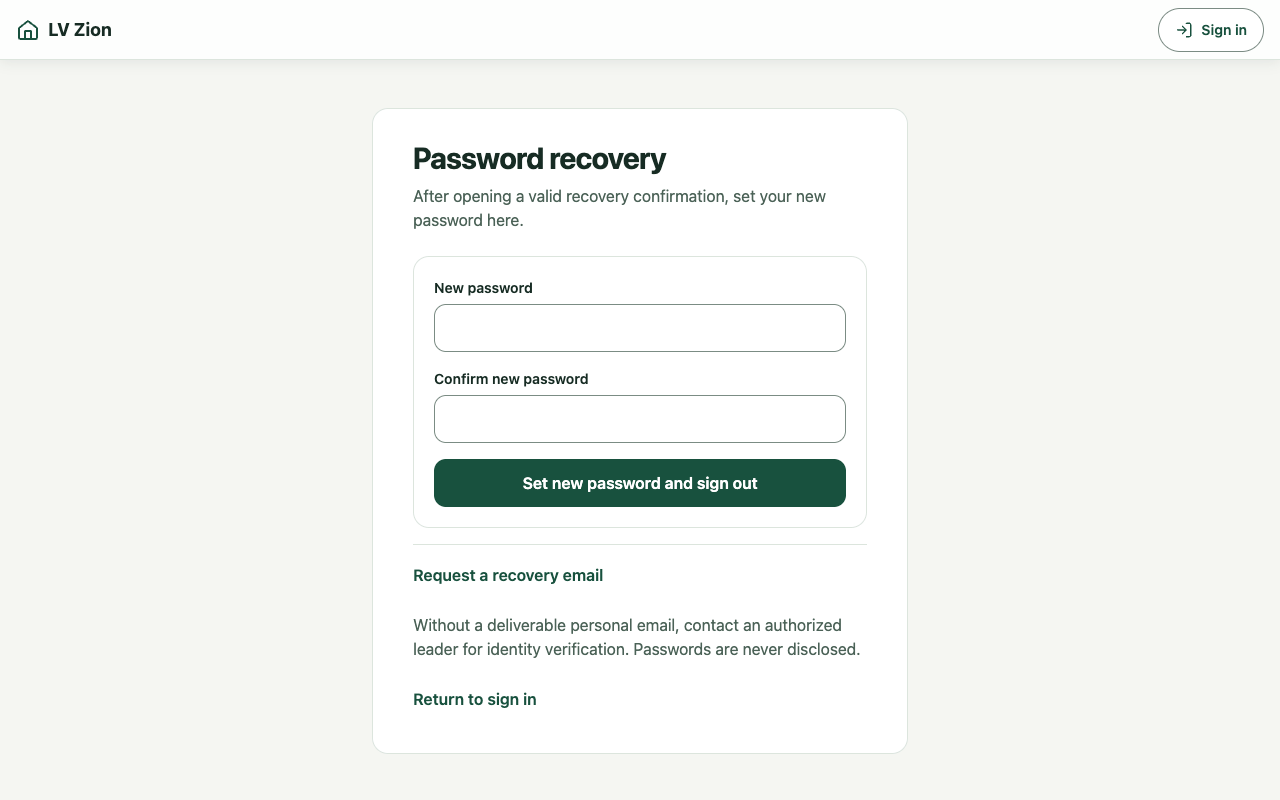 LV Zion
Sign in
Password recovery
After opening a valid recovery confirmation, set your new
password here.
New password
Confirm new password
Set new password and sign out
Request a recovery email
Without a deliverable personal email, contact an authorized
leader for identity verification. Passwords are never disclosed.
Return to sign in